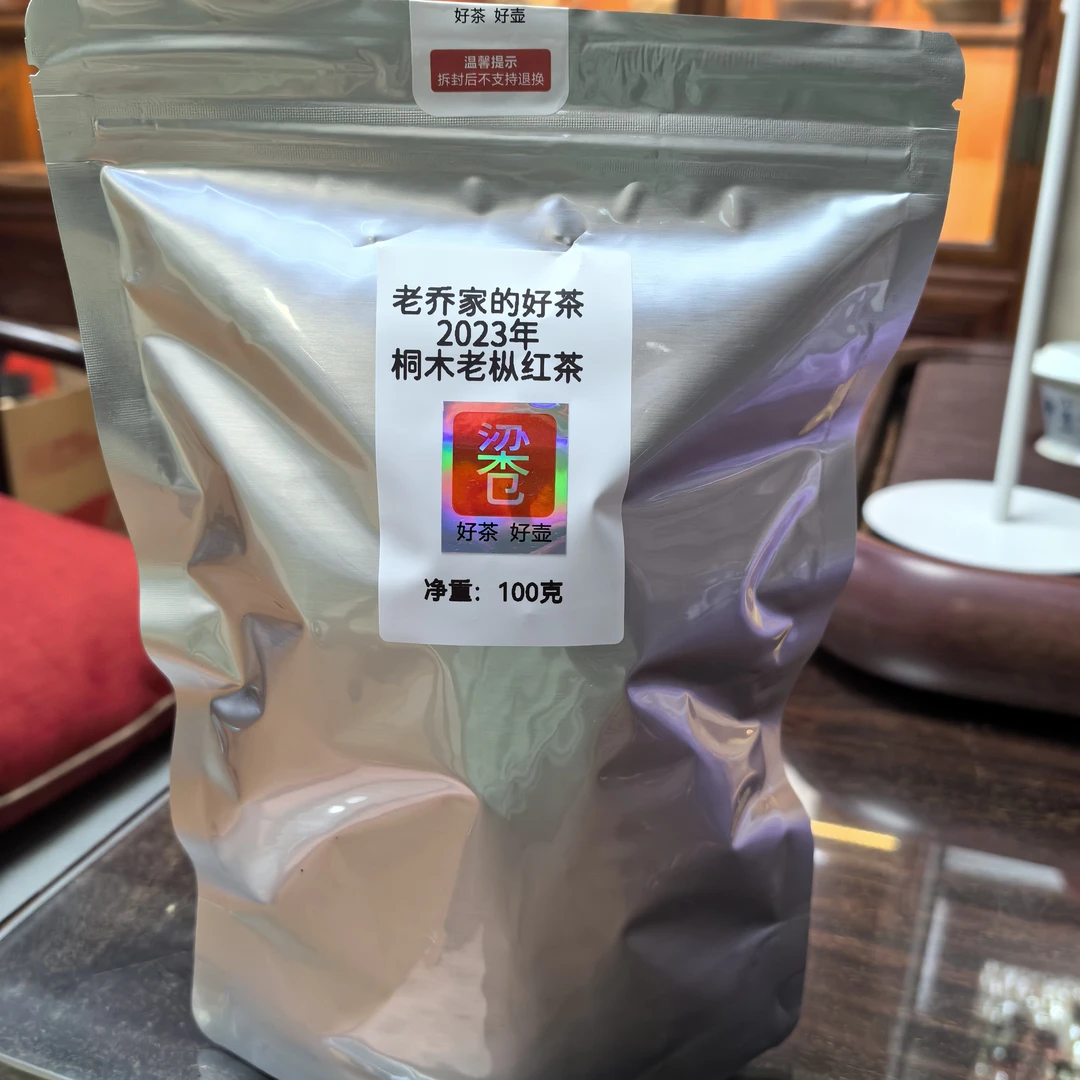 好茶 好壶
温馨提示
拆封后不支持退换
老乔家的好茶
2023年
桐木老枞红茶
好茶 好壶
净重：100克